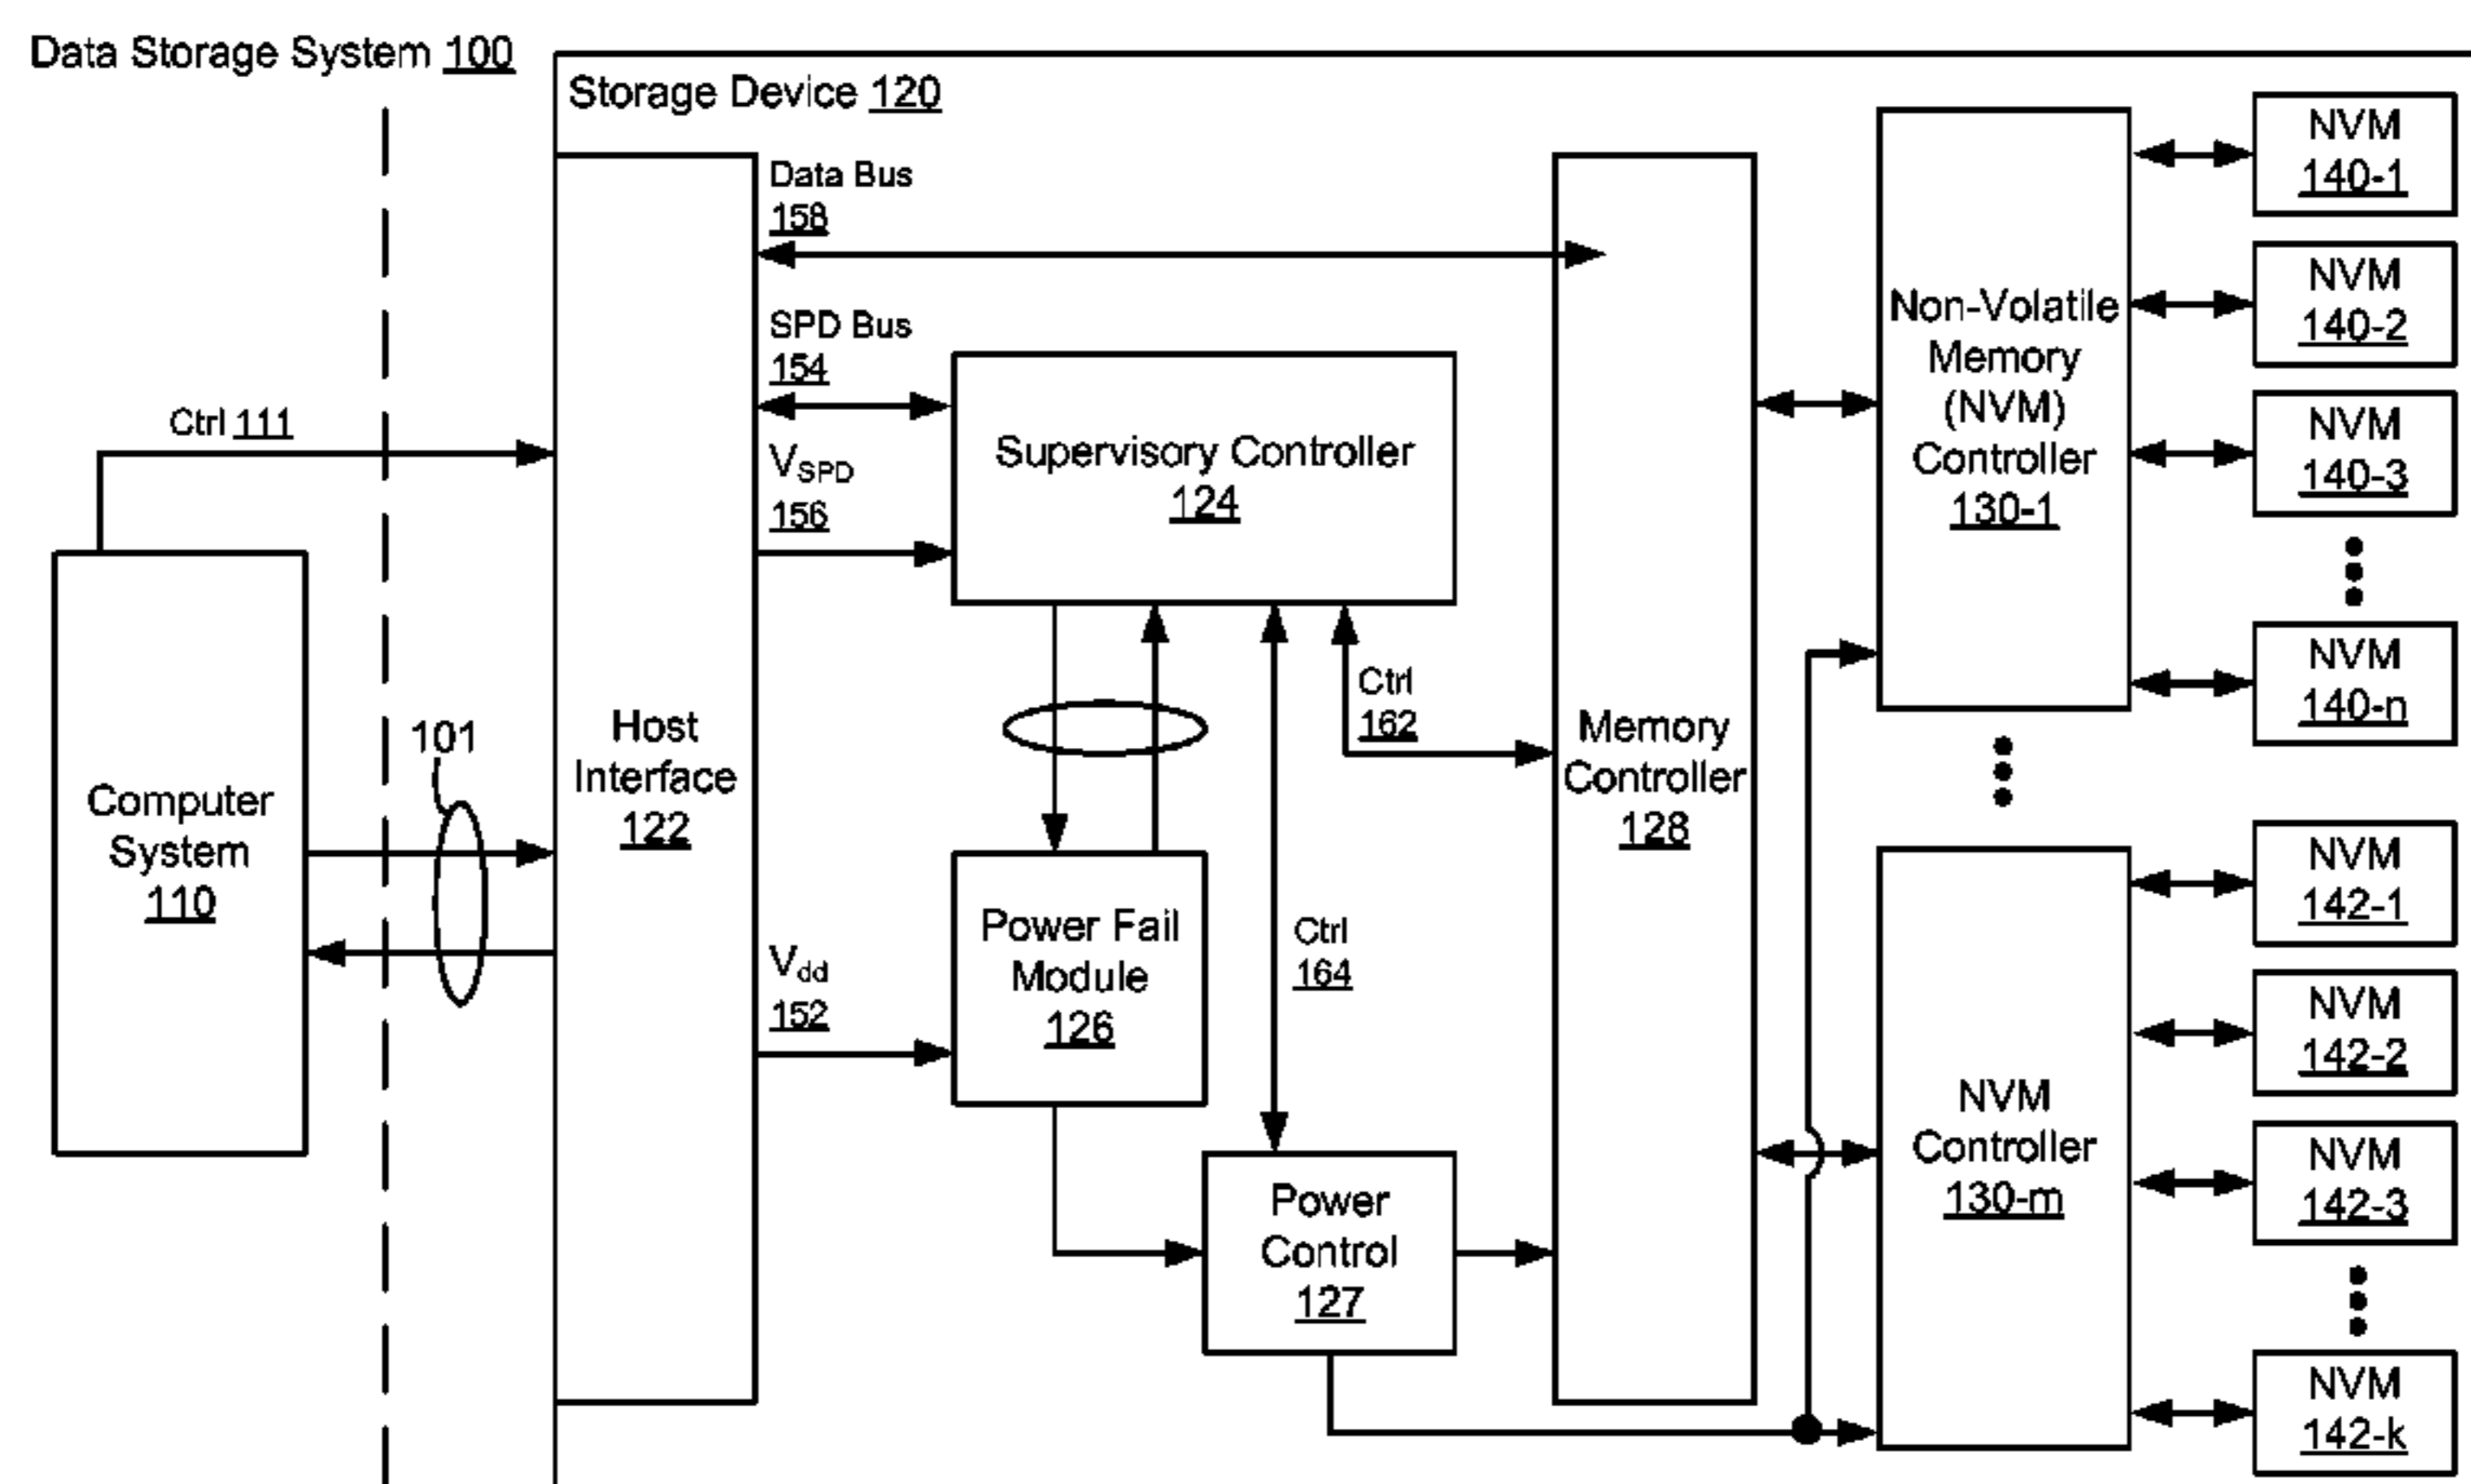 Data Storage System 100
Storage Device 120
Data Bus
158
SPD Bus
154
V_SPD
156
V_dd
152
Ctrl 111
101
Computer
System
110
Host
Interface
122
Supervisory Controller
124
Ctrl
162
Ctrl
164
Power Fail
Module
126
Power
Control
127
Memory
Controller
128
Non-Volatile
Memory
(NVM)
Controller
130-1
NVM
Controller
130-m
NVM
140-1
NVM
140-2
NVM
140-3
NVM
140-n
NVM
142-1
NVM
142-2
NVM
142-3
NVM
142-k